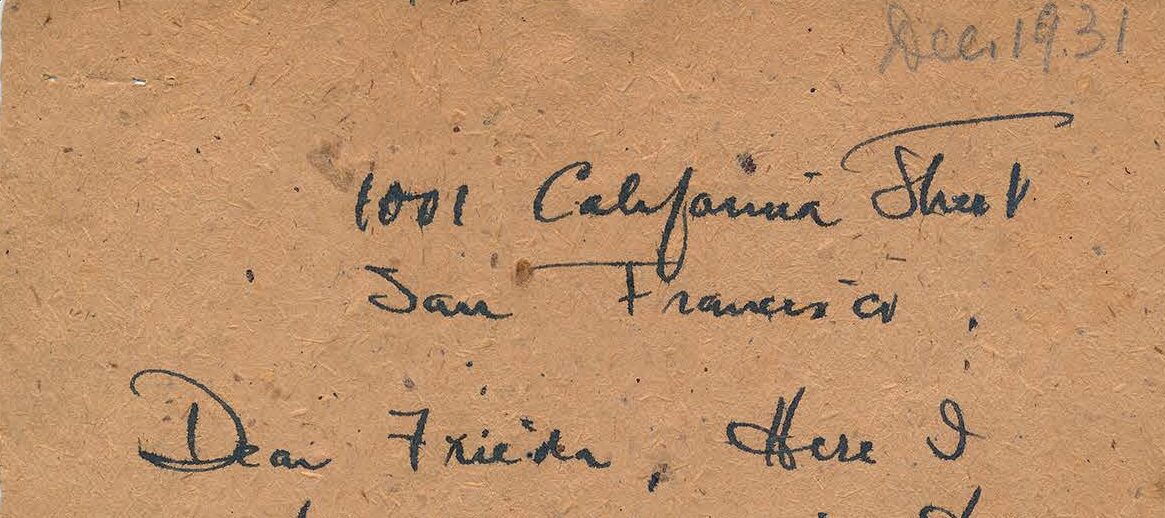 Dec. 1931
1001 California Street
San Francisco,
Dear Frieda, Here I